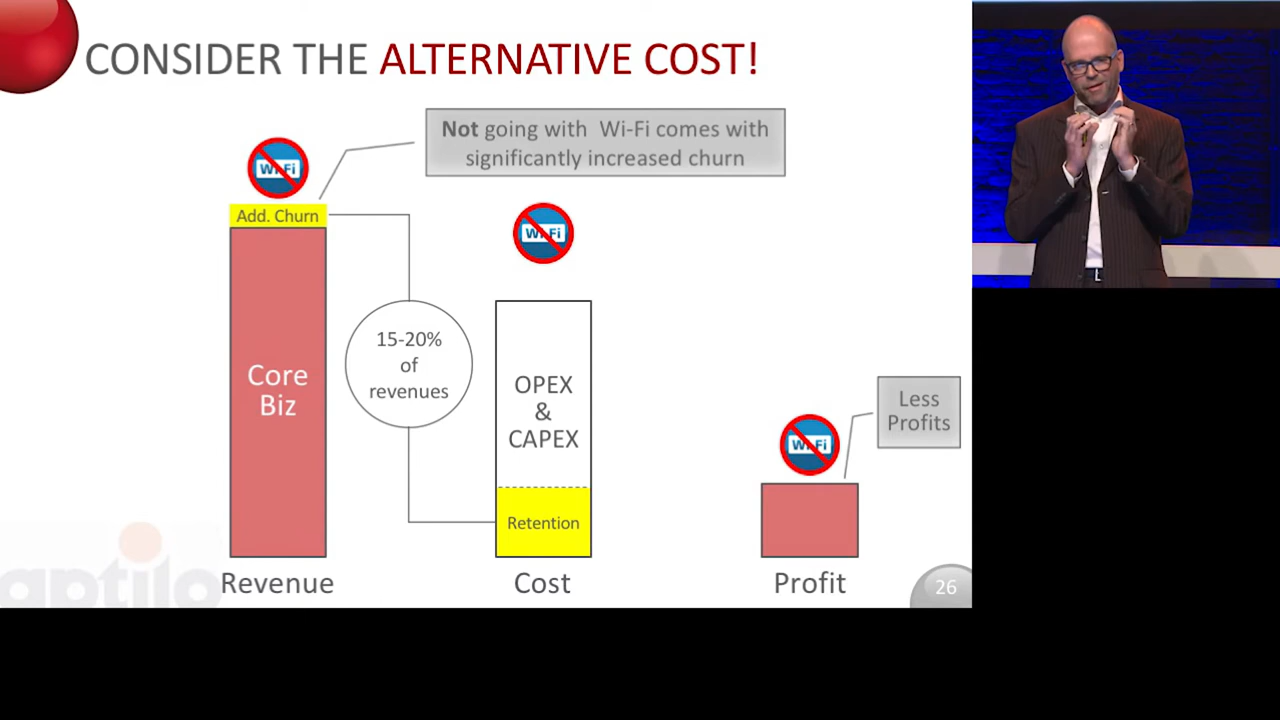 CONSIDER THE ALTERNATIVE COST!
Not going with Wi-Fi comes with
significantly increased churn
Wi Fi
Add. Churn
Wi Fi
15-20%
of
revenues
Core
Biz
OPEX
&
CAPEX
Less
Profits
Wi Fi
Retention
aptilo
Revenue
Cost
Profit
26